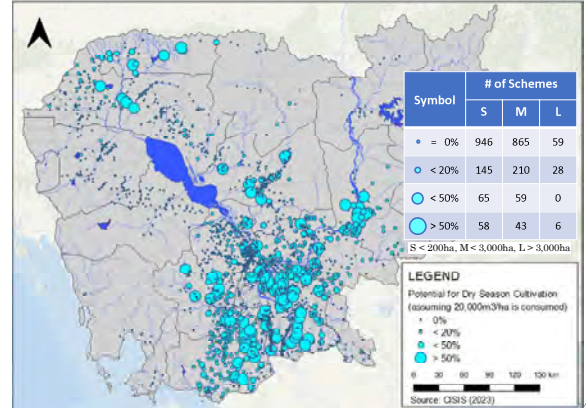 Symbol # of Schemes
S M L
= 0% 946 865 59
< 20% 145 210 28
< 50% 65 59 0
> 50% 58 43 6
S < 200ha, M < 3,000ha, L > 3,000ha
LEGEND
Potential for Dry Season Cultivation
(assuming 20,000m3/ha is consumed)
0%
< 20%
< 50%
> 50%
0 30 60 90 120 150 km
Source: CISIS (2023)